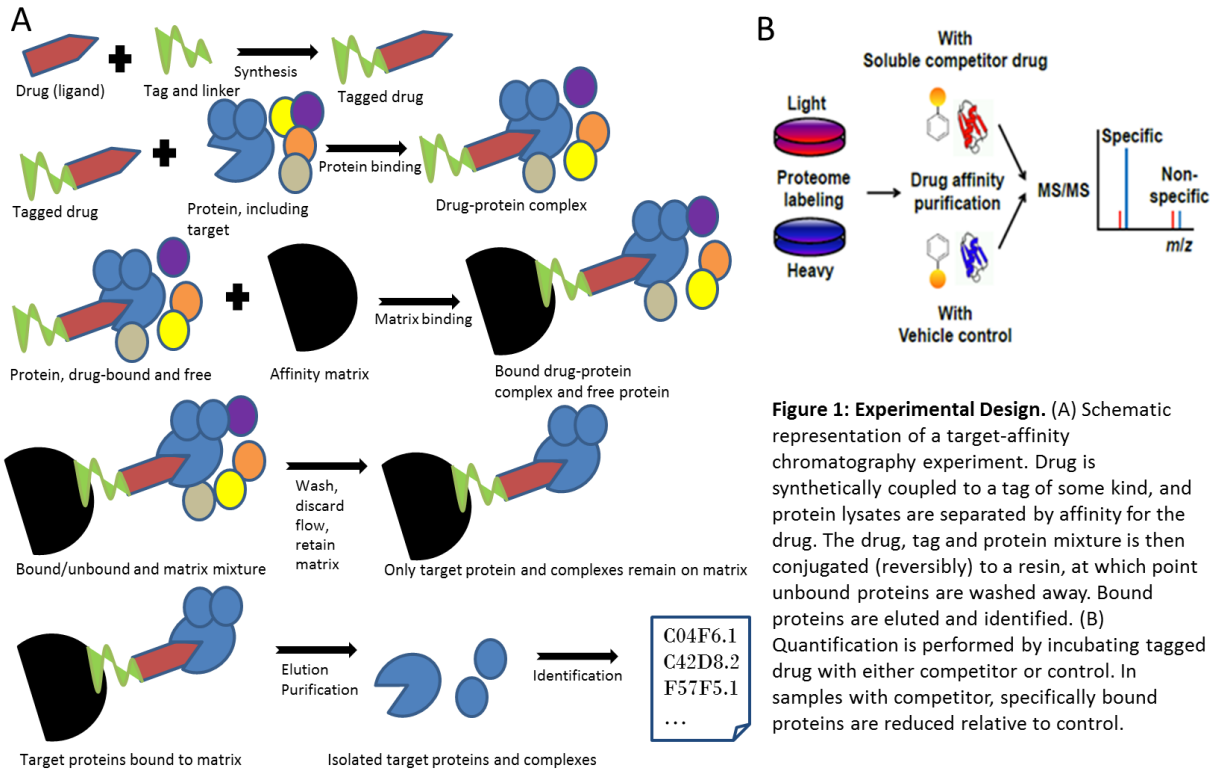 A
Drug (ligand)
Tag and linker
Synthesis
Tagged drug
Tagged drug
Protein, including
target
Protein binding
Drug-protein complex
Protein, drug-bound and free
Affinity matrix
Matrix binding
Bound drug-protein
complex and free protein
Bound/unbound and matrix mixture
Wash,
discard
flow,
retain
matrix
Only target protein and complexes remain on matrix
Target proteins bound to matrix
Elution
Purification
Isolated target proteins and complexes
Identification
C04F6.1
C42D8.2
F57F5.1
...
B
With
Soluble competitor drug
Light
Proteome
labeling
Heavy
Drug affinity
purification
With
Vehicle control
MS/MS
Specific
Non-
specific
m/z
Figure 1: Experimental Design. (A) Schematic
representation of a target-affinity
chromatography experiment. Drug is
synthetically coupled to a tag of some kind, and
protein lysates are separated by affinity for the
drug. The drug, tag and protein mixture is then
conjugated (reversibly) to a resin, at which point
unbound proteins are washed away. Bound
proteins are eluted and identified. (B)
Quantification is performed by incubating tagged
drug with either competitor or control. In
samples with competitor, specifically bound
proteins are reduced relative to control.